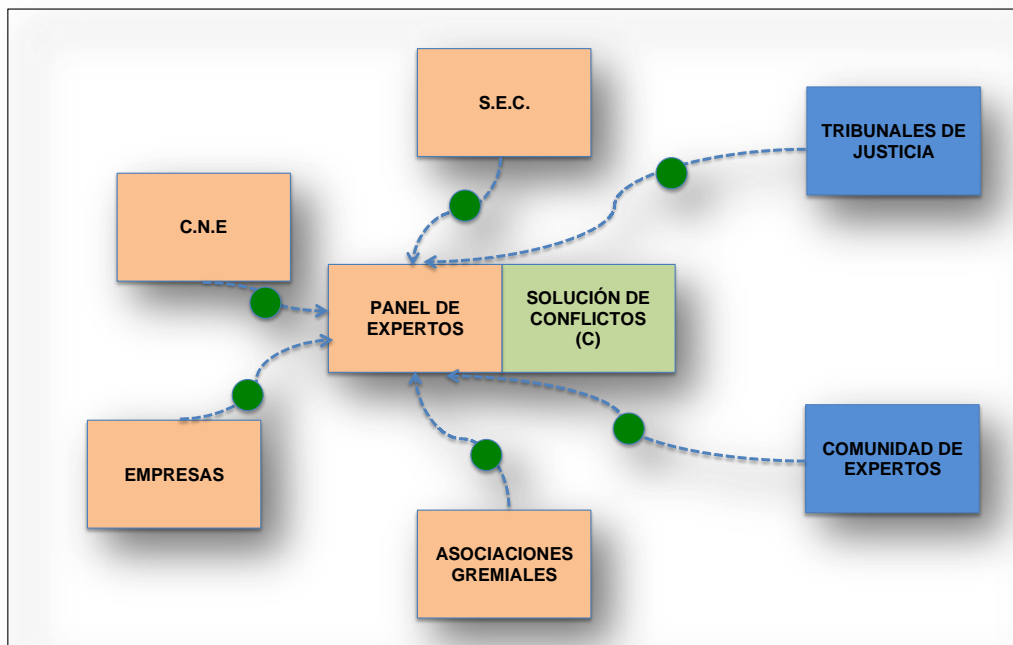 S.E.C.
TRIBUNALES DE
JUSTICIA
C.N.E
PANEL DE
EXPERTOS
SOLUCIÓN DE
CONFLICTOS
(C)
EMPRESAS
COMUNIDAD DE
EXPERTOS
ASOCIACIONES
GREMIALES